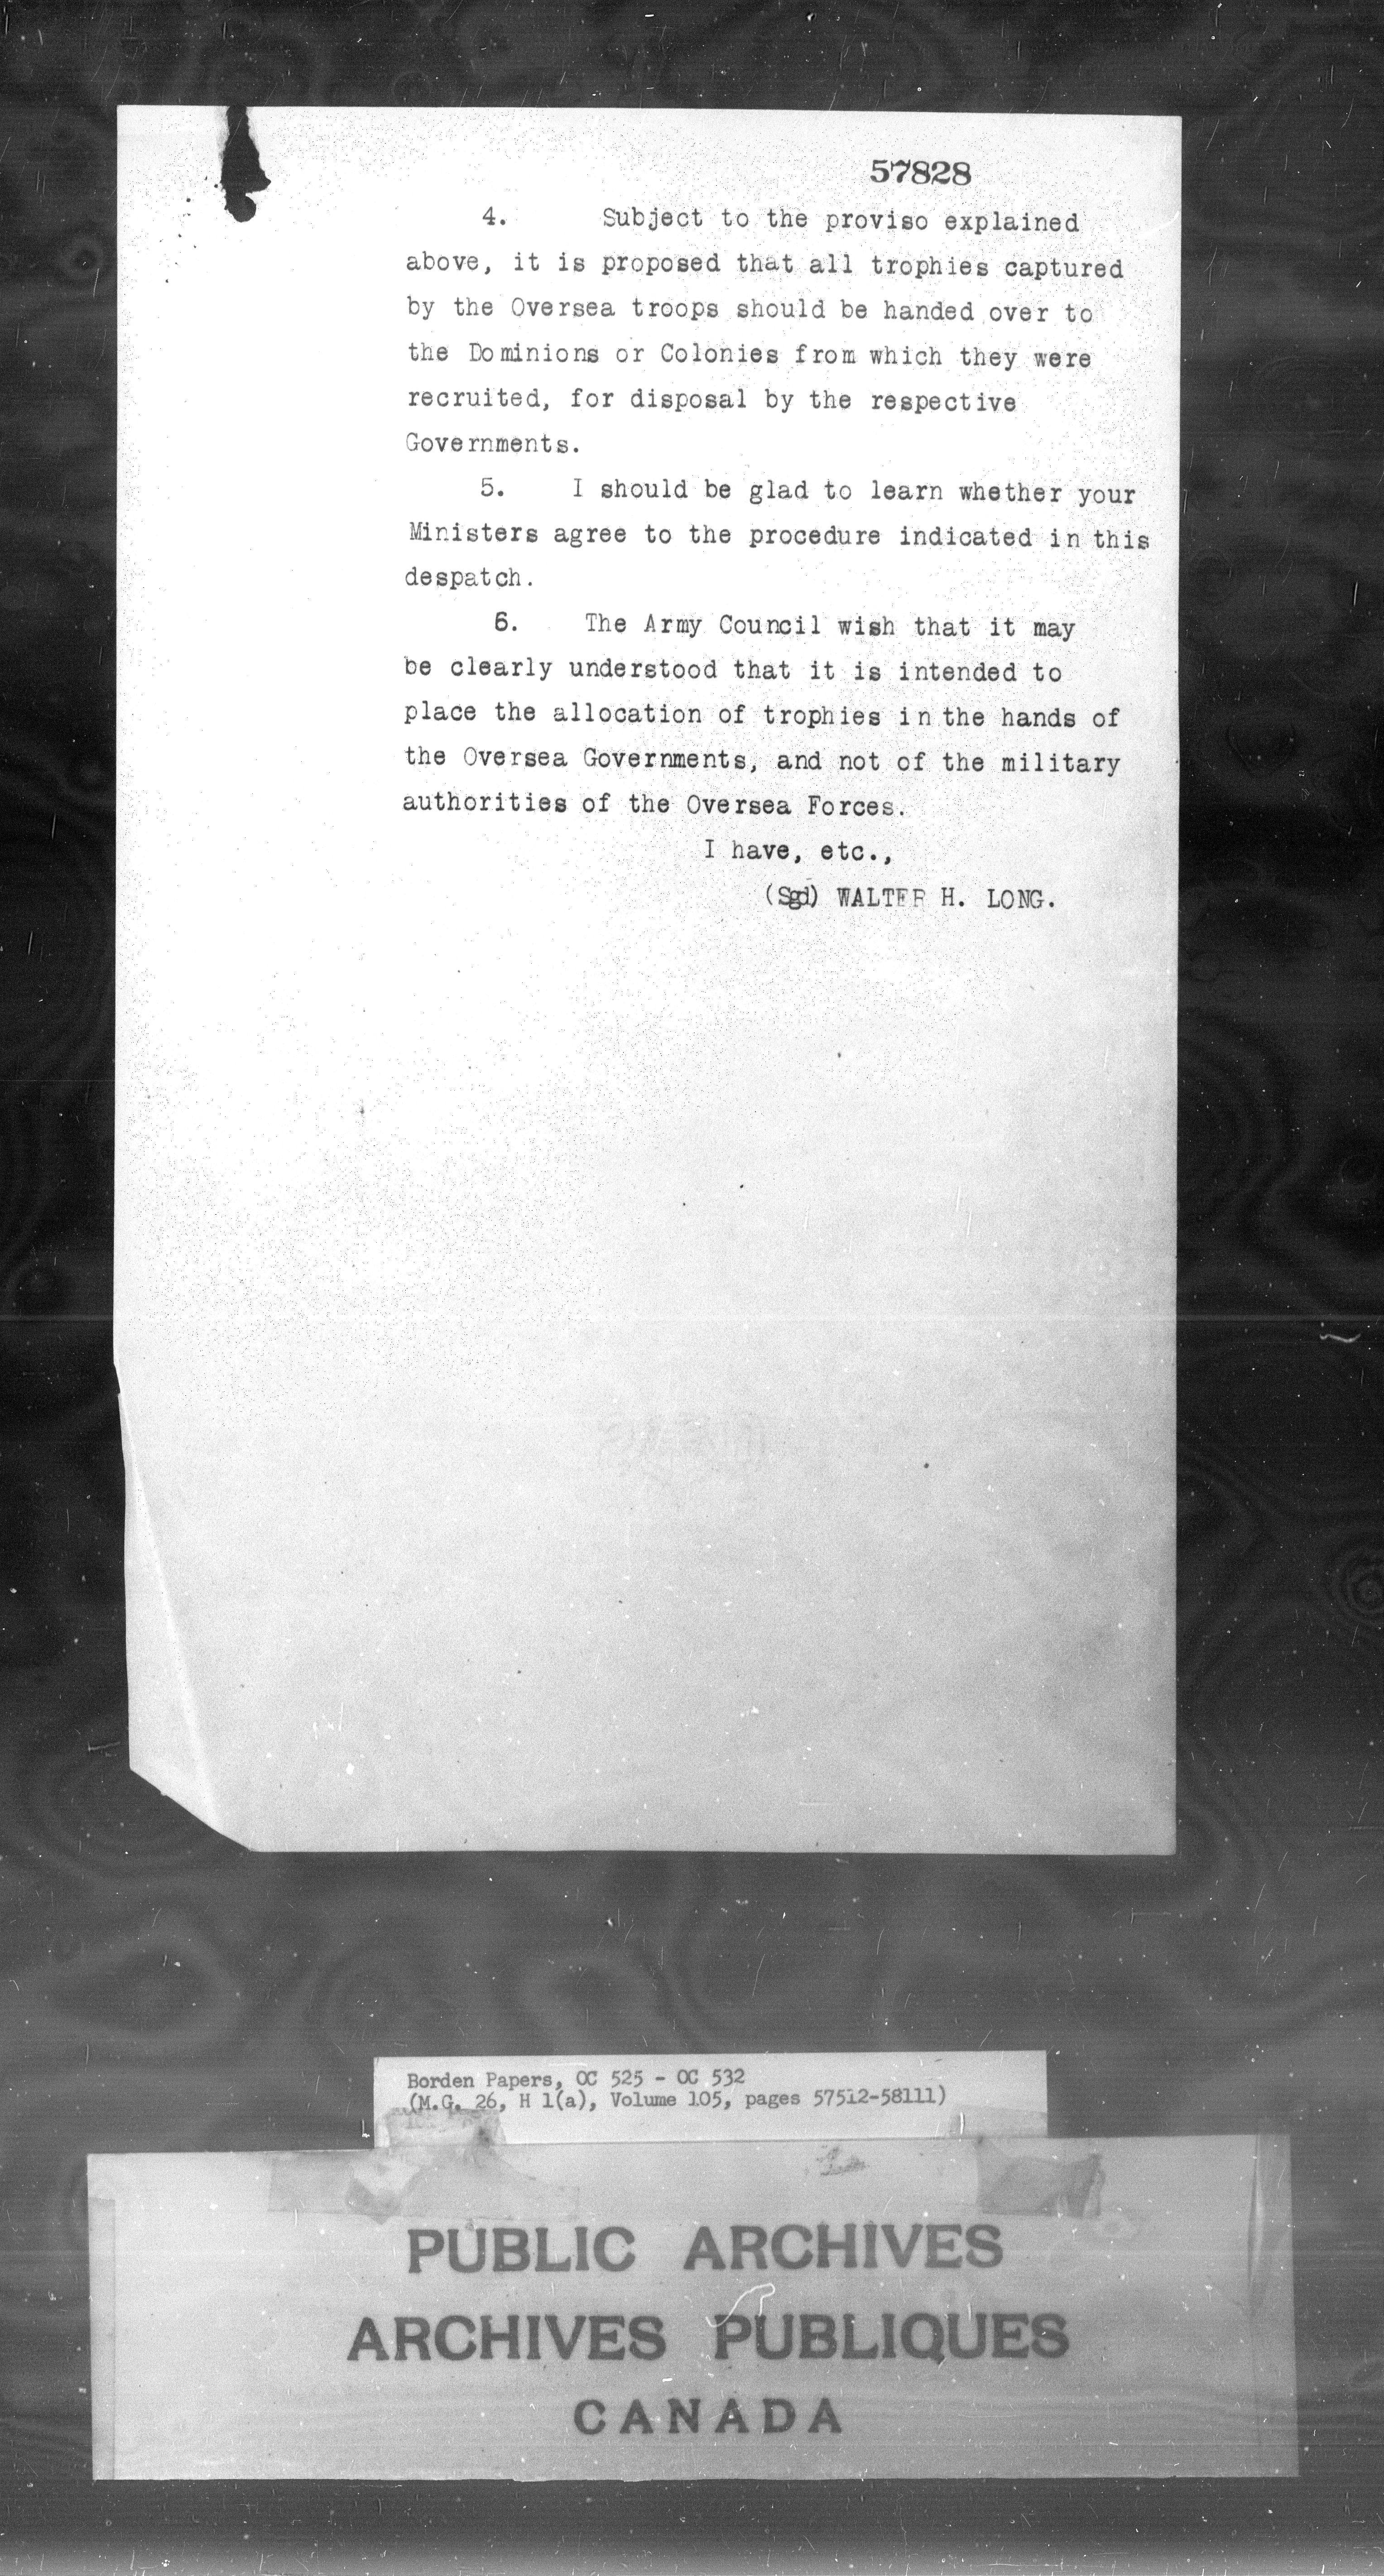 57828
4. Subject to the proviso explained
above, it is proposed that all trophies captured
by the Oversea troops should be handed over to
the Dominions or Colonies from which they were
recruited, for disposal by the respective
Governments.
5. I should be glad to learn whether your
Ministers agree to the procedure indicated in this
despatch.
6. The Army Council wish that it may
be clearly understood that it is intended to
place the allocation of trophies in the hands of
the Oversea Governments, and not of the military
authorities of the Oversea Forces.
I have, etc.,
(Sgd) WALTER H. LONG.
Borden Papers, OC 525 - OC 532
(M.G. 26, H 1(a), Volume 105, pages 57512-58111)
PUBLIC ARCHIVES
ARCHIVES PUBLIQUES
CANADA